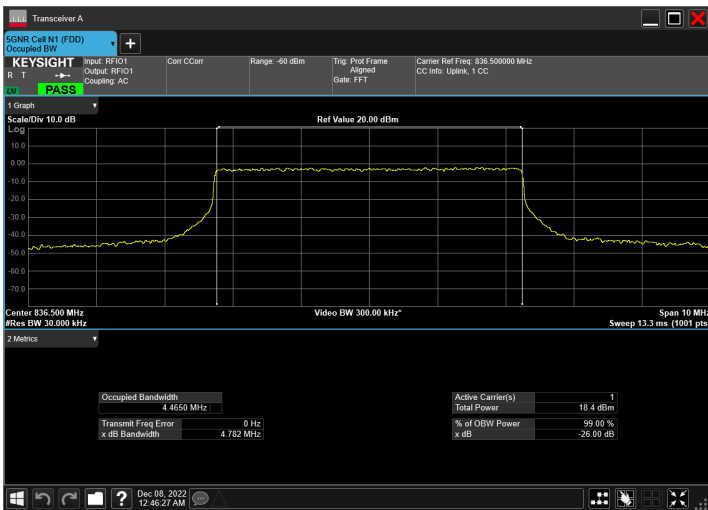 Transceiver A
5GNR Cell N1 (FDD)
Occupied BW
KEYSIGHT
R T
PASS
Input: RFIO1
Output: RFIO1
Coupling: AC
Corr CCorr
Range: -60 dBm
Trig: Prot Frame
Aligned
Gate: FFT
Carrier Ref Freq: 836.500000 MHz
CC Info: Uplink, 1 CC
1 Graph
Scale/Div 10.0 dB
Ref Value 20.00 dBm
Log
10.0
0.00
-10.0
-20.0
-30.0
-40.0
-50.0
-60.0
-70.0
Center 836.500 MHz
Video BW 300.00 kHz*
Span 10 MHz
#Res BW 30.000 kHz
Sweep 13.3 ms (1001 pts
2 Metrics
Occupied Bandwidth
4.4650 MHz
Transmit Freq Error 0 Hz
x dB Bandwidth 4.782 MHz
Active Carrier(s) 1
Total Power 18.4 dBm
% of OBW Power 99.00 %
x dB -26.00 dB
Dec 08, 2022
12:46:27 AM